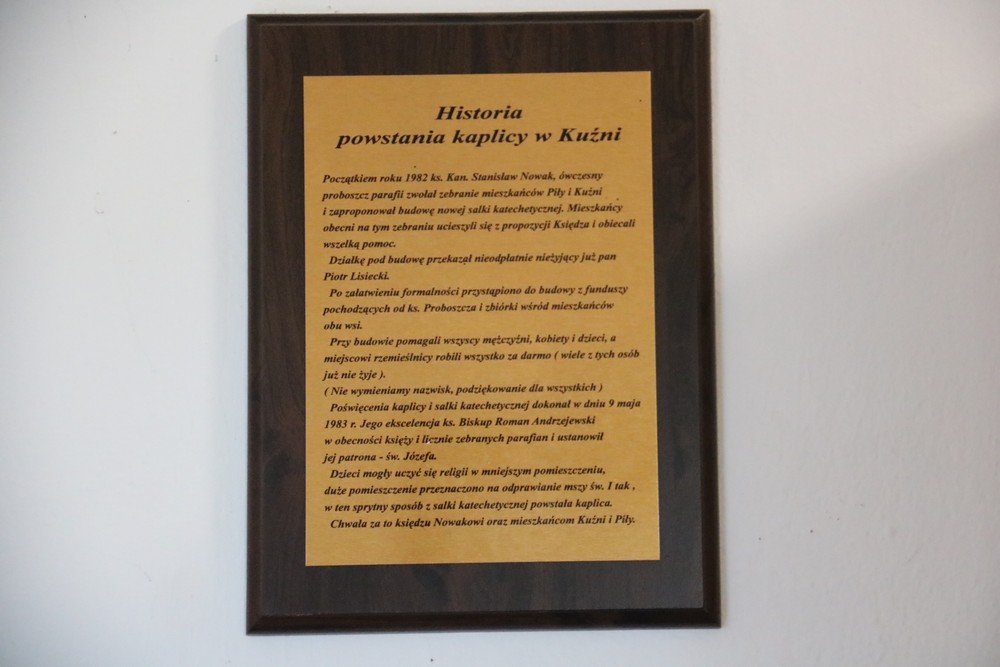 Historia
powstania kaplicy w Kuźni
Początkiem roku 1982 ks. Kan. Stanisław Nowak, ówczesny
proboszcz parafii zwołał zebranie mieszkańców Piły i Kuźni
i zaproponował budowę nowej salki katechetycznej. Mieszkańcy
obecni na tym zebraniu ucieszyli się z propozycji Księdza i obiecali
wszelką pomoc.
Działkę pod budowę przekazał nieodpłatnie nieżyjący już pan
Piotr Lisiecki.
Po załatwieniu formalności przystąpiono do budowy z funduszy
pochodzących od ks. Proboszcza i zbiórki wśród mieszkańców
obu wsi.
Przy budowie pomagali wszyscy mężczyźni, kobiety i dzieci, a
miejscowi rzemieślnicy robili wszystko za darmo ( wiele z tych osób
już nie żyje ).
( Nie wymieniamy nazwisk, podziękowanie dla wszystkich )
Poświęcenia kaplicy i salki katechetycznej dokonał w dniu 9 maja
1983 r. Jego ekscelencja ks. Biskup Roman Andrzejewski
w obecności księży i licznie zebranych parafian i ustanowił
jej patrona - św. Józefa.
Dzieci mogły uczyć się religii w mniejszym pomieszczeniu,
duże pomieszczenie przeznaczono na odprawianie mszy św. I tak ,
w ten sprytny sposób z salki katechetycznej powstała kaplica.
Chwała za to księdzu Nowakowi oraz mieszkańcom Kuźni i Piły.